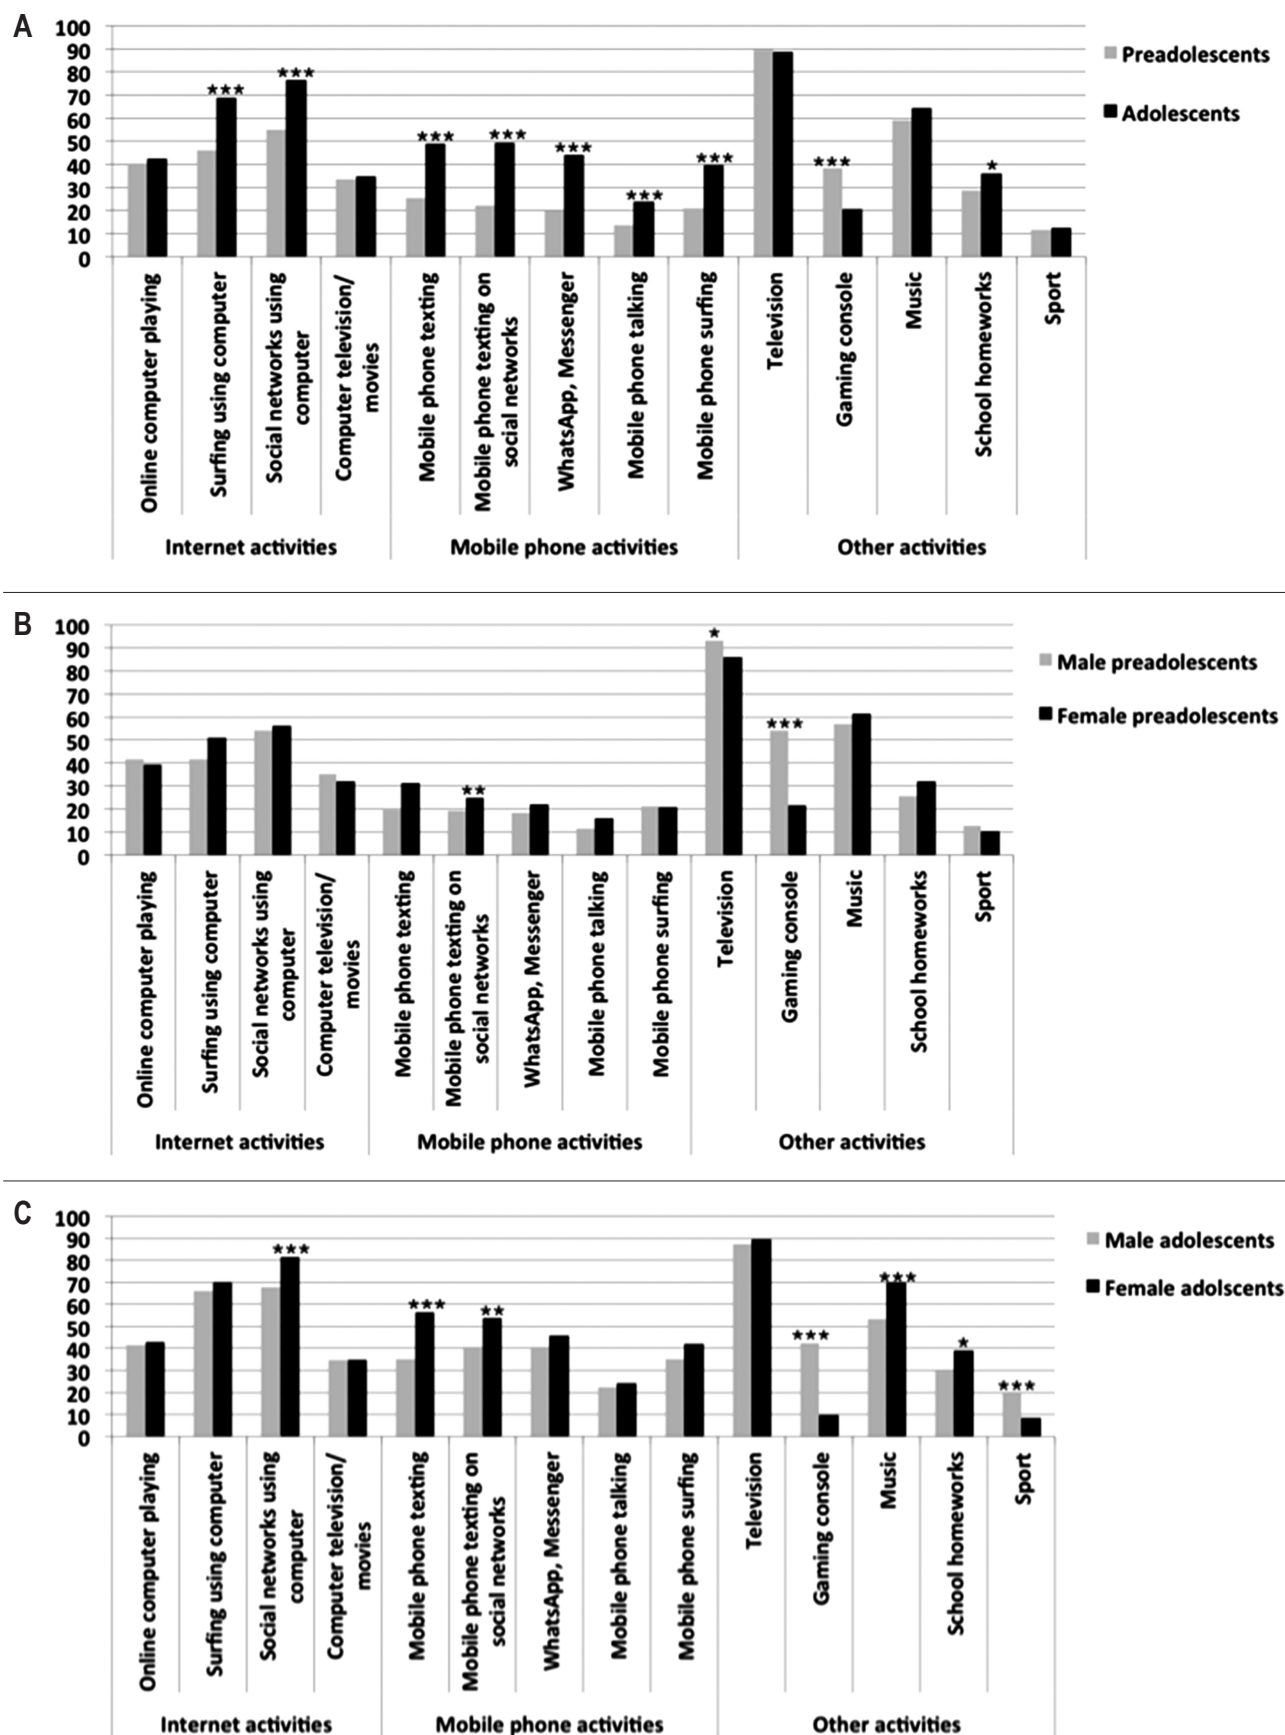 A
100
90
80
70
60
50
40
30
20
10
0
***
***
***
***
***
***
***
***
*
Preadolescents
Adolescents
Online computer playing
Surfing using computer
Social networks using
computer
Computer television/
movies
Mobile phone texting
Mobile phone texting on
social networks
WhatsApp, Messenger
Mobile phone talking
Mobile phone surfing
Television
Gaming console
Music
School homeworks
Sport
Internet activities
Mobile phone activities
Other activities
B
100
90
80
70
60
50
40
30
20
10
0
**
*
***
Male preadolescents
Female preadolescents
Online computer playing
Surfing using computer
Social networks using
computer
Computer television/
movies
Mobile phone texting
Mobile phone texting on
social networks
WhatsApp, Messenger
Mobile phone talking
Mobile phone surfing
Television
Gaming console
Music
School homeworks
Sport
Internet activities
Mobile phone activities
Other activities
C
100
90
80
70
60
50
40
30
20
10
0
***
***
**
***
***
*
***
Male adolescents
Female adolscents
Online computer playing
Surfing using computer
Social networks using
computer
Computer television/
movies
Mobile phone texting
Mobile phone texting on
social networks
WhatsApp, Messenger
Mobile phone talking
Mobile phone surfing
Television
Gaming console
Music
School homeworks
Sport
Internet activities
Mobile phone activities
Other activities